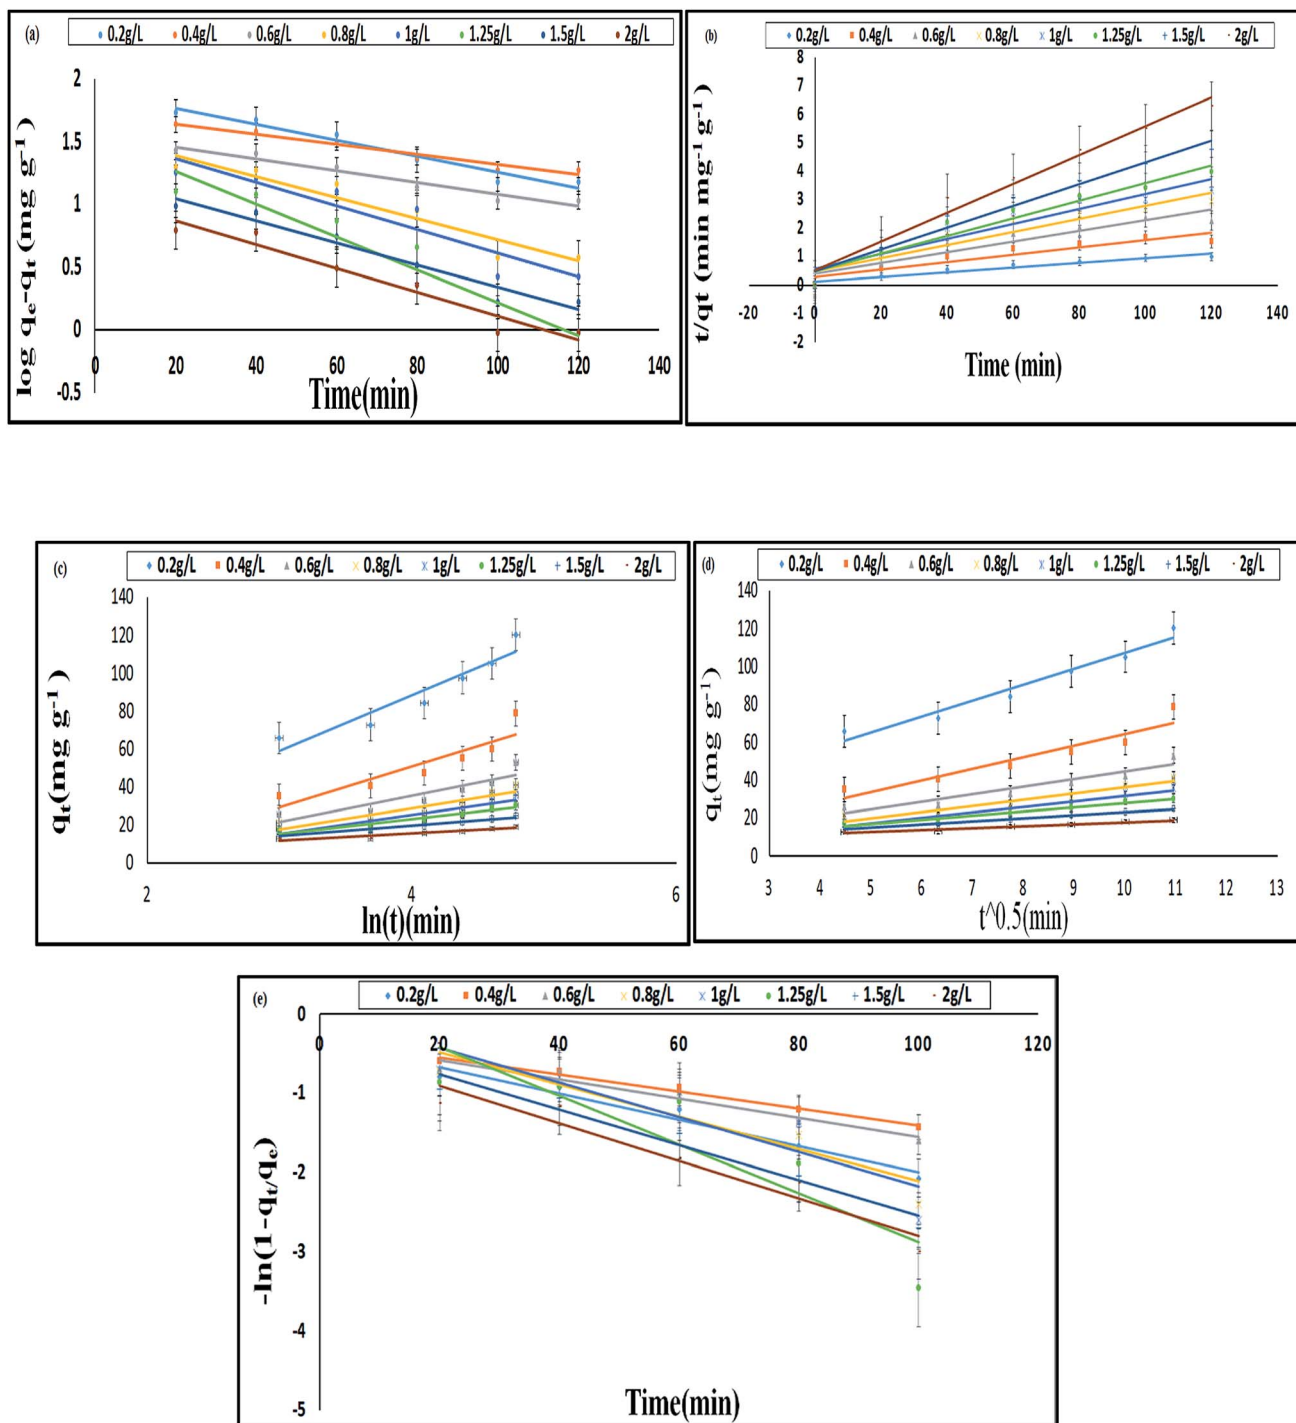 (a)
0.2g/L 0.4g/L 0.6g/L 0.8g/L 1g/L 1.25g/L 1.5g/L 2g/L
2
1.5
1
0.5
0
-0.5
0 20 40 60 80 100 120 140
log qe-qt (mg g-1)
Time(min)
(b)
0.2g/L 0.4g/L 0.6g/L 0.8g/L 1g/L 1.25g/L 1.5g/L 2g/L
8
7
6
5
4
3
2
1
0
-1
-2
-20 0 20 40 60 80 100 120 140
t/qt (min mg-1 g-1)
Time (min)
(c)
0.2g/L 0.4g/L 0.6g/L 0.8g/L 1g/L 1.25g/L 1.5g/L 2g/L
140
120
100
80
60
40
20
0
2 4 6
qt(mg g-1)
ln(t)(min)
(d)
0.2g/L 0.4g/L 0.6g/L 0.8g/L 1g/L 1.25g/L 1.5g/L 2g/L
140
120
100
80
60
40
20
0
3 4 5 6 7 8 9 10 11 12 13
qt(mg g-1)
t^0.5(min)
(e)
0.2g/L 0.4g/L 0.6g/L 0.8g/L 1g/L 1.25g/L 1.5g/L 2g/L
0
-1
-2
-3
-4
-5
0 20 40 60 80 100 120
-ln(1-qt/qe)
Time(min)